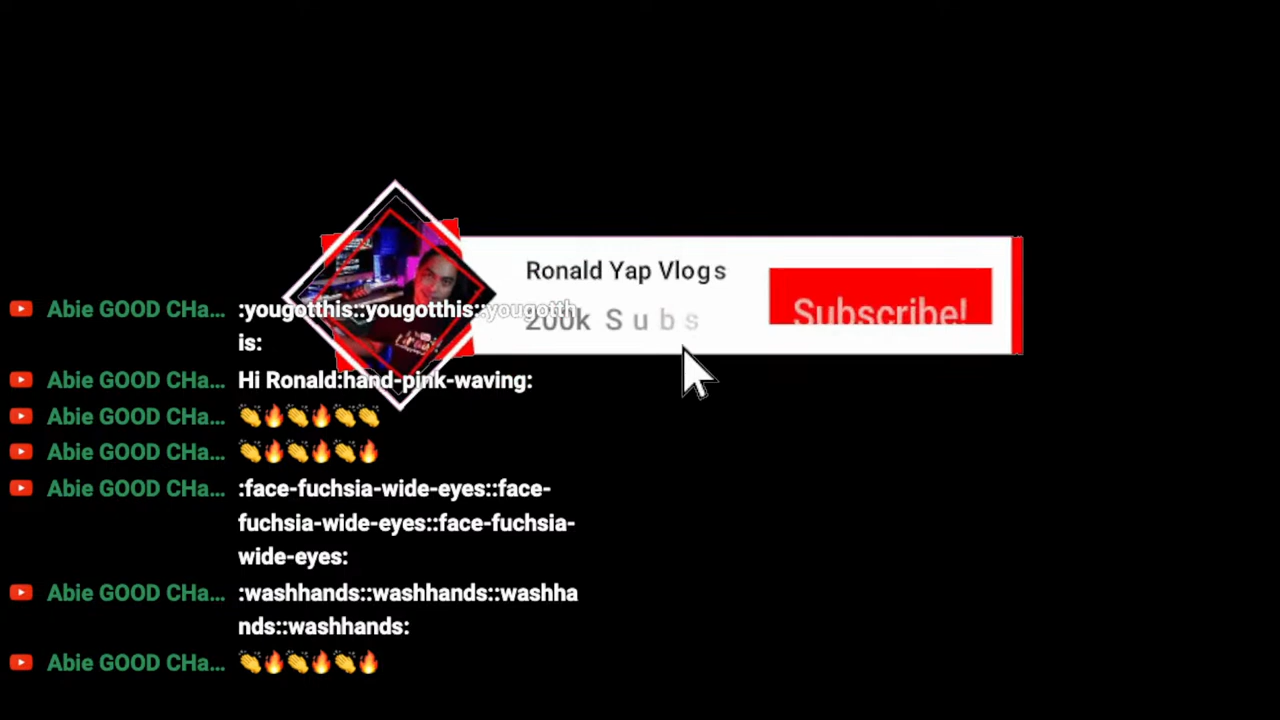 Ronald Yap Vlogs
200k Subs
Subscribe!
Abie GOOD CHa... :yougotthis::yougotthis::yougotth
is:
Abie GOOD CHa... Hi Ronald:hand-pink-waving:
Abie GOOD CHa... 👏🔥👏🔥👏👏
Abie GOOD CHa... 👏🔥👏🔥👏🔥
Abie GOOD CHa... :face-fuchsia-wide-eyes::face-
fuchsia-wide-eyes::face-fuchsia-
wide-eyes:
Abie GOOD CHa... :washhands::washhands::washha
nds::washhands:
Abie GOOD CHa... 👏🔥👏🔥👏🔥